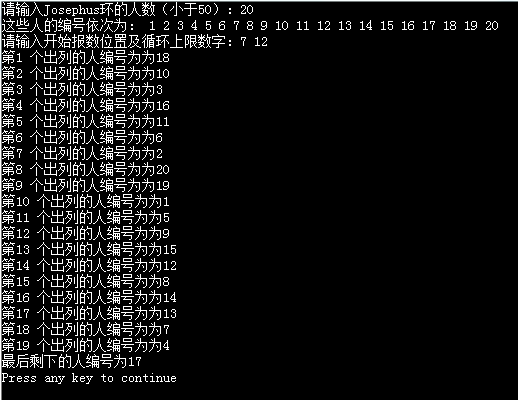 请输入Josephus环的人数（小于50）：20
这些人的编号依次为： 1 2 3 4 5 6 7 8 9 10 11 12 13 14 15 16 17 18 19 20
请输入开始报数位置及循环上限数字：7 12
第1 个出列的人编号为为18
第2 个出列的人编号为为10
第3 个出列的人编号为为3
第4 个出列的人编号为为16
第5 个出列的人编号为为11
第6 个出列的人编号为为6
第7 个出列的人编号为为2
第8 个出列的人编号为为20
第9 个出列的人编号为为19
第10 个出列的人编号为为1
第11 个出列的人编号为为5
第12 个出列的人编号为为9
第13 个出列的人编号为为15
第14 个出列的人编号为为12
第15 个出列的人编号为为8
第16 个出列的人编号为为14
第17 个出列的人编号为为13
第18 个出列的人编号为为7
第19 个出列的人编号为为4
最后剩下的人编号为17
Press any key to continue